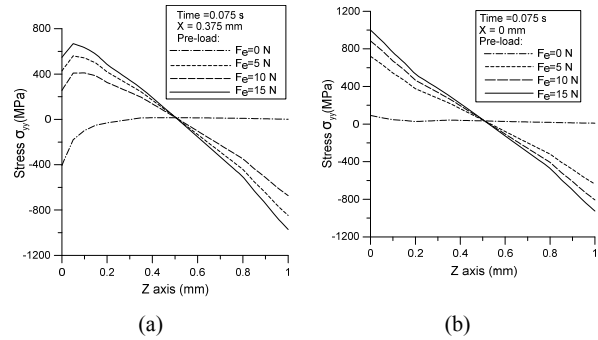 Time =0.075 s
X = 0.375 mm
Pre-load:
Fe=0 N
Fe=5 N
Fe=10 N
Fe=15 N
800
400
0
-400
-800
-1200
Stress σyy(MPa)
0 0.2 0.4 0.6 0.8 1
Z axis (mm)
(a)
Time =0.075 s
X = 0 mm
Pre-load:
Fe=0 N
Fe=5 N
Fe=10 N
Fe=15 N
1200
800
400
0
-400
-800
-1200
Stress σyy(MPa)
0 0.2 0.4 0.6 0.8 1
Z axis (mm)
(b)